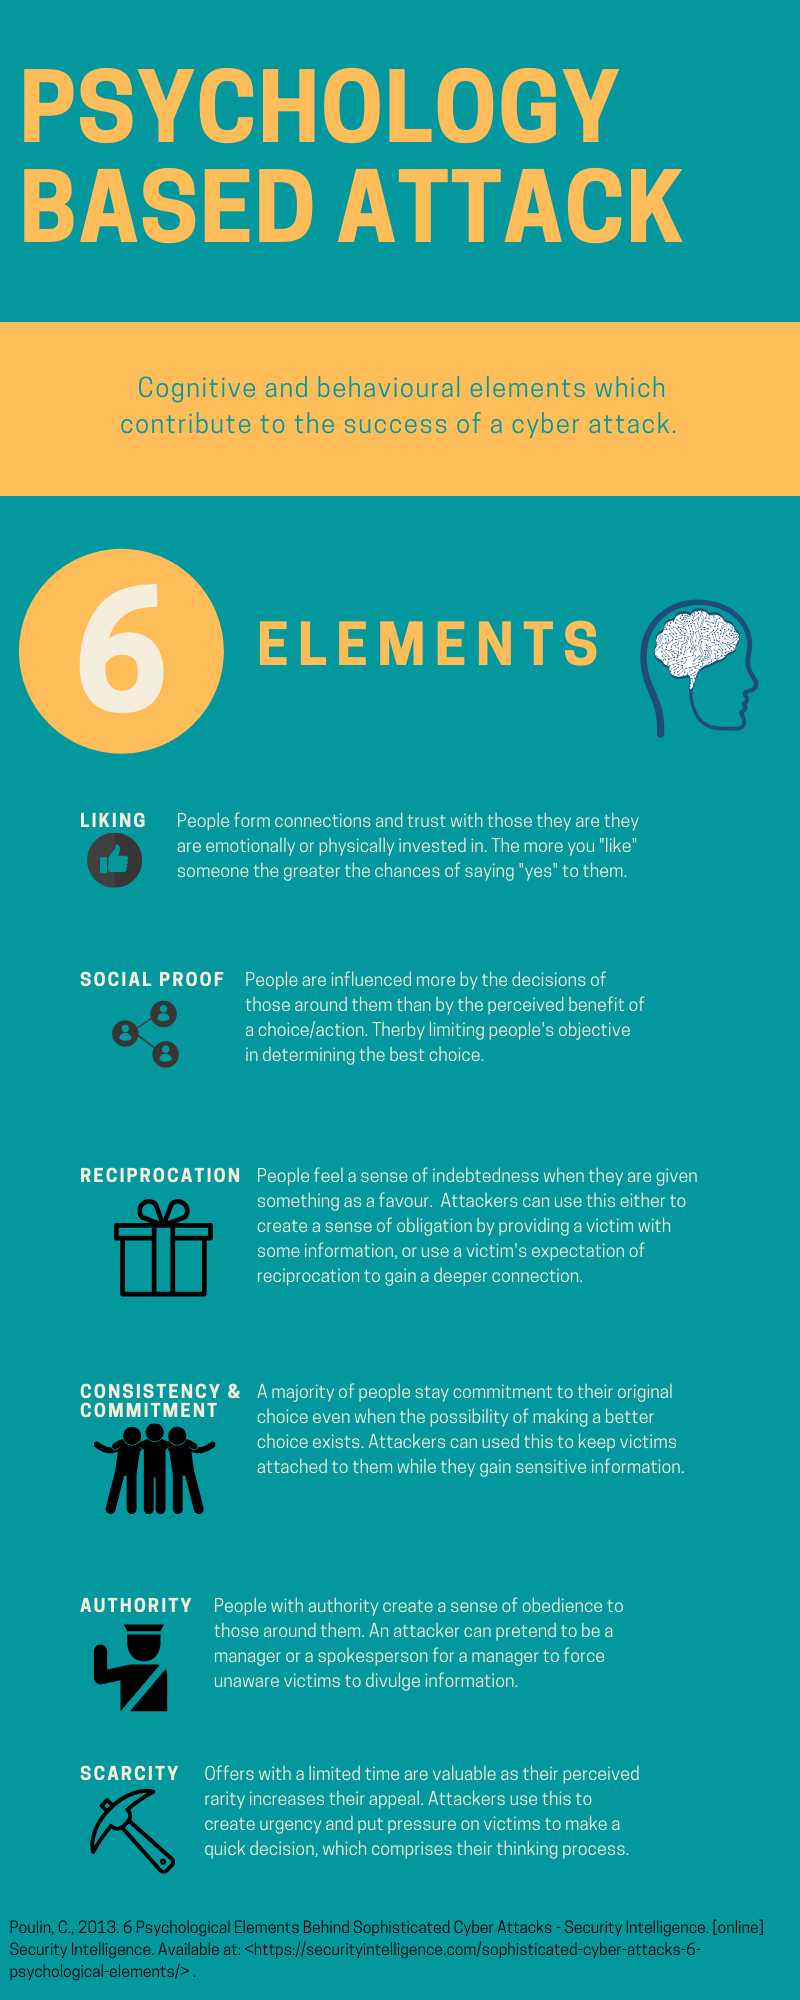 PSYCHOLOGY
BASED ATTACK
Cognitive and behavioural elements which
contribute to the success of a cyber attack.
6
ELEMENTS
LIKING
People form connections and trust with those they are they
are emotionally or physically invested in. The more you "like"
someone the greater the chances of saying "yes" to them.
SOCIAL PROOF
People are influenced more by the decisions of
those around them than by the perceived benefit of
a choice/action. Therby limiting people's objective
in determining the best choice.
RECIPROCATION
People feel a sense of indebtedness when they are given
something as a favour.  Attackers can use this either to
create a sense of obligation by providing a victim with
some information, or use a victim's expectation of
reciprocation to gain a deeper connection.
CONSISTENCY &
COMMITMENT
A majority of people stay commitment to their original
choice even when the possibility of making a better
choice exists. Attackers can used this to keep victims
attached to them while they gain sensitive information.
AUTHORITY
People with authority create a sense of obedience to
those around them. An attacker can pretend to be a
manager or a spokesperson for a manager to force
unaware victims to divulge information.
SCARCITY
Offers with a limited time are valuable as their perceived
rarity increases their appeal. Attackers use this to
create urgency and put pressure on victims to make a
quick decision, which comprises their thinking process.
Poulin, C., 2013. 6 Psychological Elements Behind Sophisticated Cyber Attacks - Security Intelligence. [online]
Security Intelligence. Available at: <https://securityintelligence.com/sophisticated-cyber-attacks-6-
psychological-elements/> .